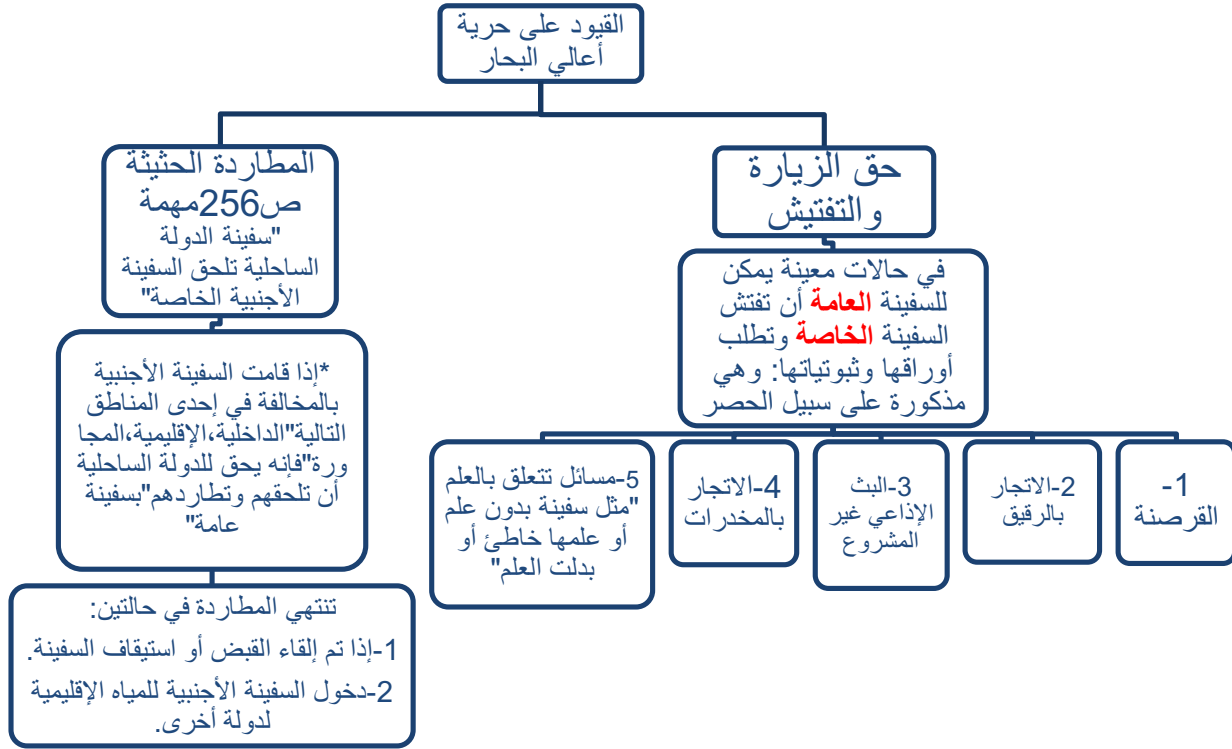 القيود على حرية
أعالي البحار
حق الزيارة
والتفتيش
في حالات معينة يمكن
للسفينة العامة أن تفتش
السفينة الخاصة وتطلب
أوراقها وثبوتياتها: وهي
مذكورة على سبيل الحصر
1-
القرصنة
2-الاتجار
بالرقيق
3-البث
الإذاعي غير
المشروع
4-الاتجار
بالمخدرات
5-مسائل تتعلق بالعلم
"مثل سفينة بدون علم
أو علمها خاطئ أو
بدلت العلم"
المطاردة الحثيثة
ص256مهمة
"سفينة الدولة
الساحلية تلحق السفينة
الأجنبية الخاصة"
*إذا قامت السفينة الأجنبية
بالمخالفة في إحدى المناطق
التالية"الداخلية،الإقليمية،المجا
ورة"فإنه يحق للدولة الساحلية
أن تلحقهم وتطاردهم"بسفينة
عامة"
تنتهي المطاردة في حالتين:
1-إذا تم إلقاء القبض أو استيقاف السفينة.
2-دخول السفينة الأجنبية للمياه الإقليمية
لدولة أخرى.